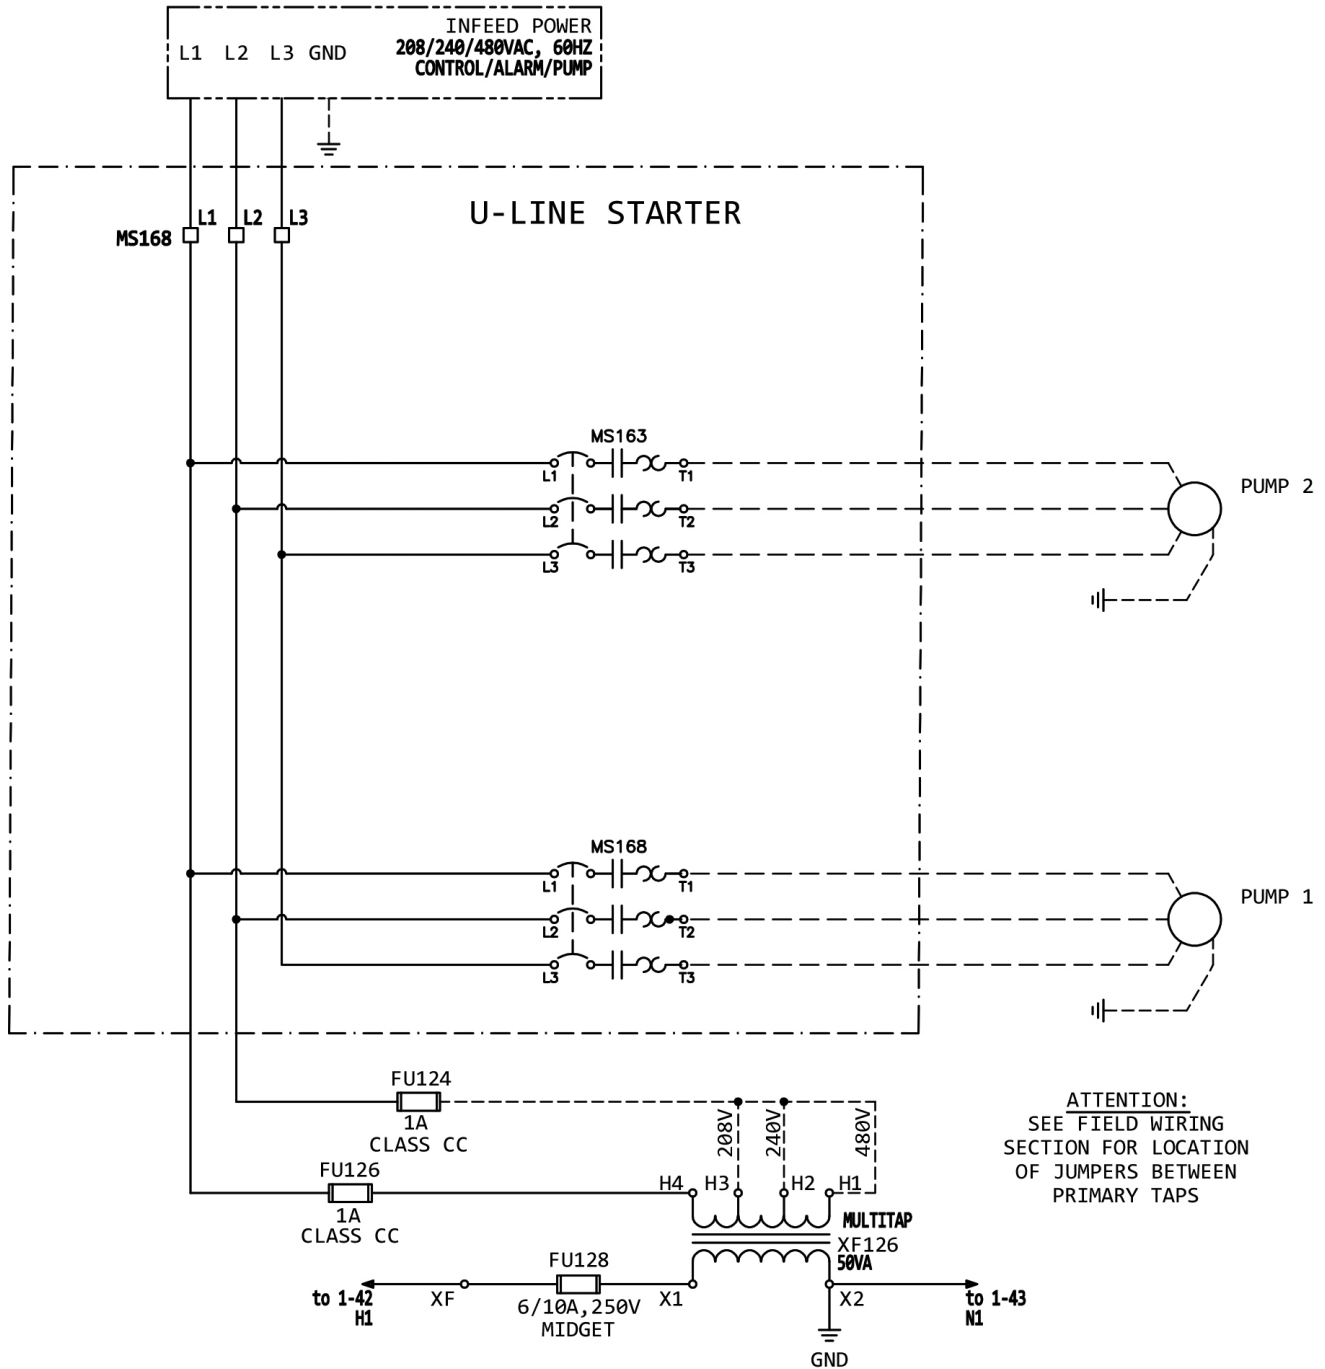 INFEED POWER
208/240/480VAC, 60HZ
CONTROL/ALARM/PUMP
L1 L2 L3 GND
U-LINE STARTER
L1 L2 L3
MS168
MS163
L1 T1
L2 T2
L3 T3
PUMP 2
MS168
L1 T1
L2 T2
L3 T3
PUMP 1
FU124
1A
CLASS CC
208V 240V 480V
ATTENTION:
SEE FIELD WIRING
SECTION FOR LOCATION
OF JUMPERS BETWEEN
PRIMARY TAPS
FU126
1A
CLASS CC
H4 H3 H2 H1
MULTITAP
XF126
50VA
FU128
6/10A,250V
MIDGET
to 1-42
H1
XF
X1
X2
to 1-43
N1
GND